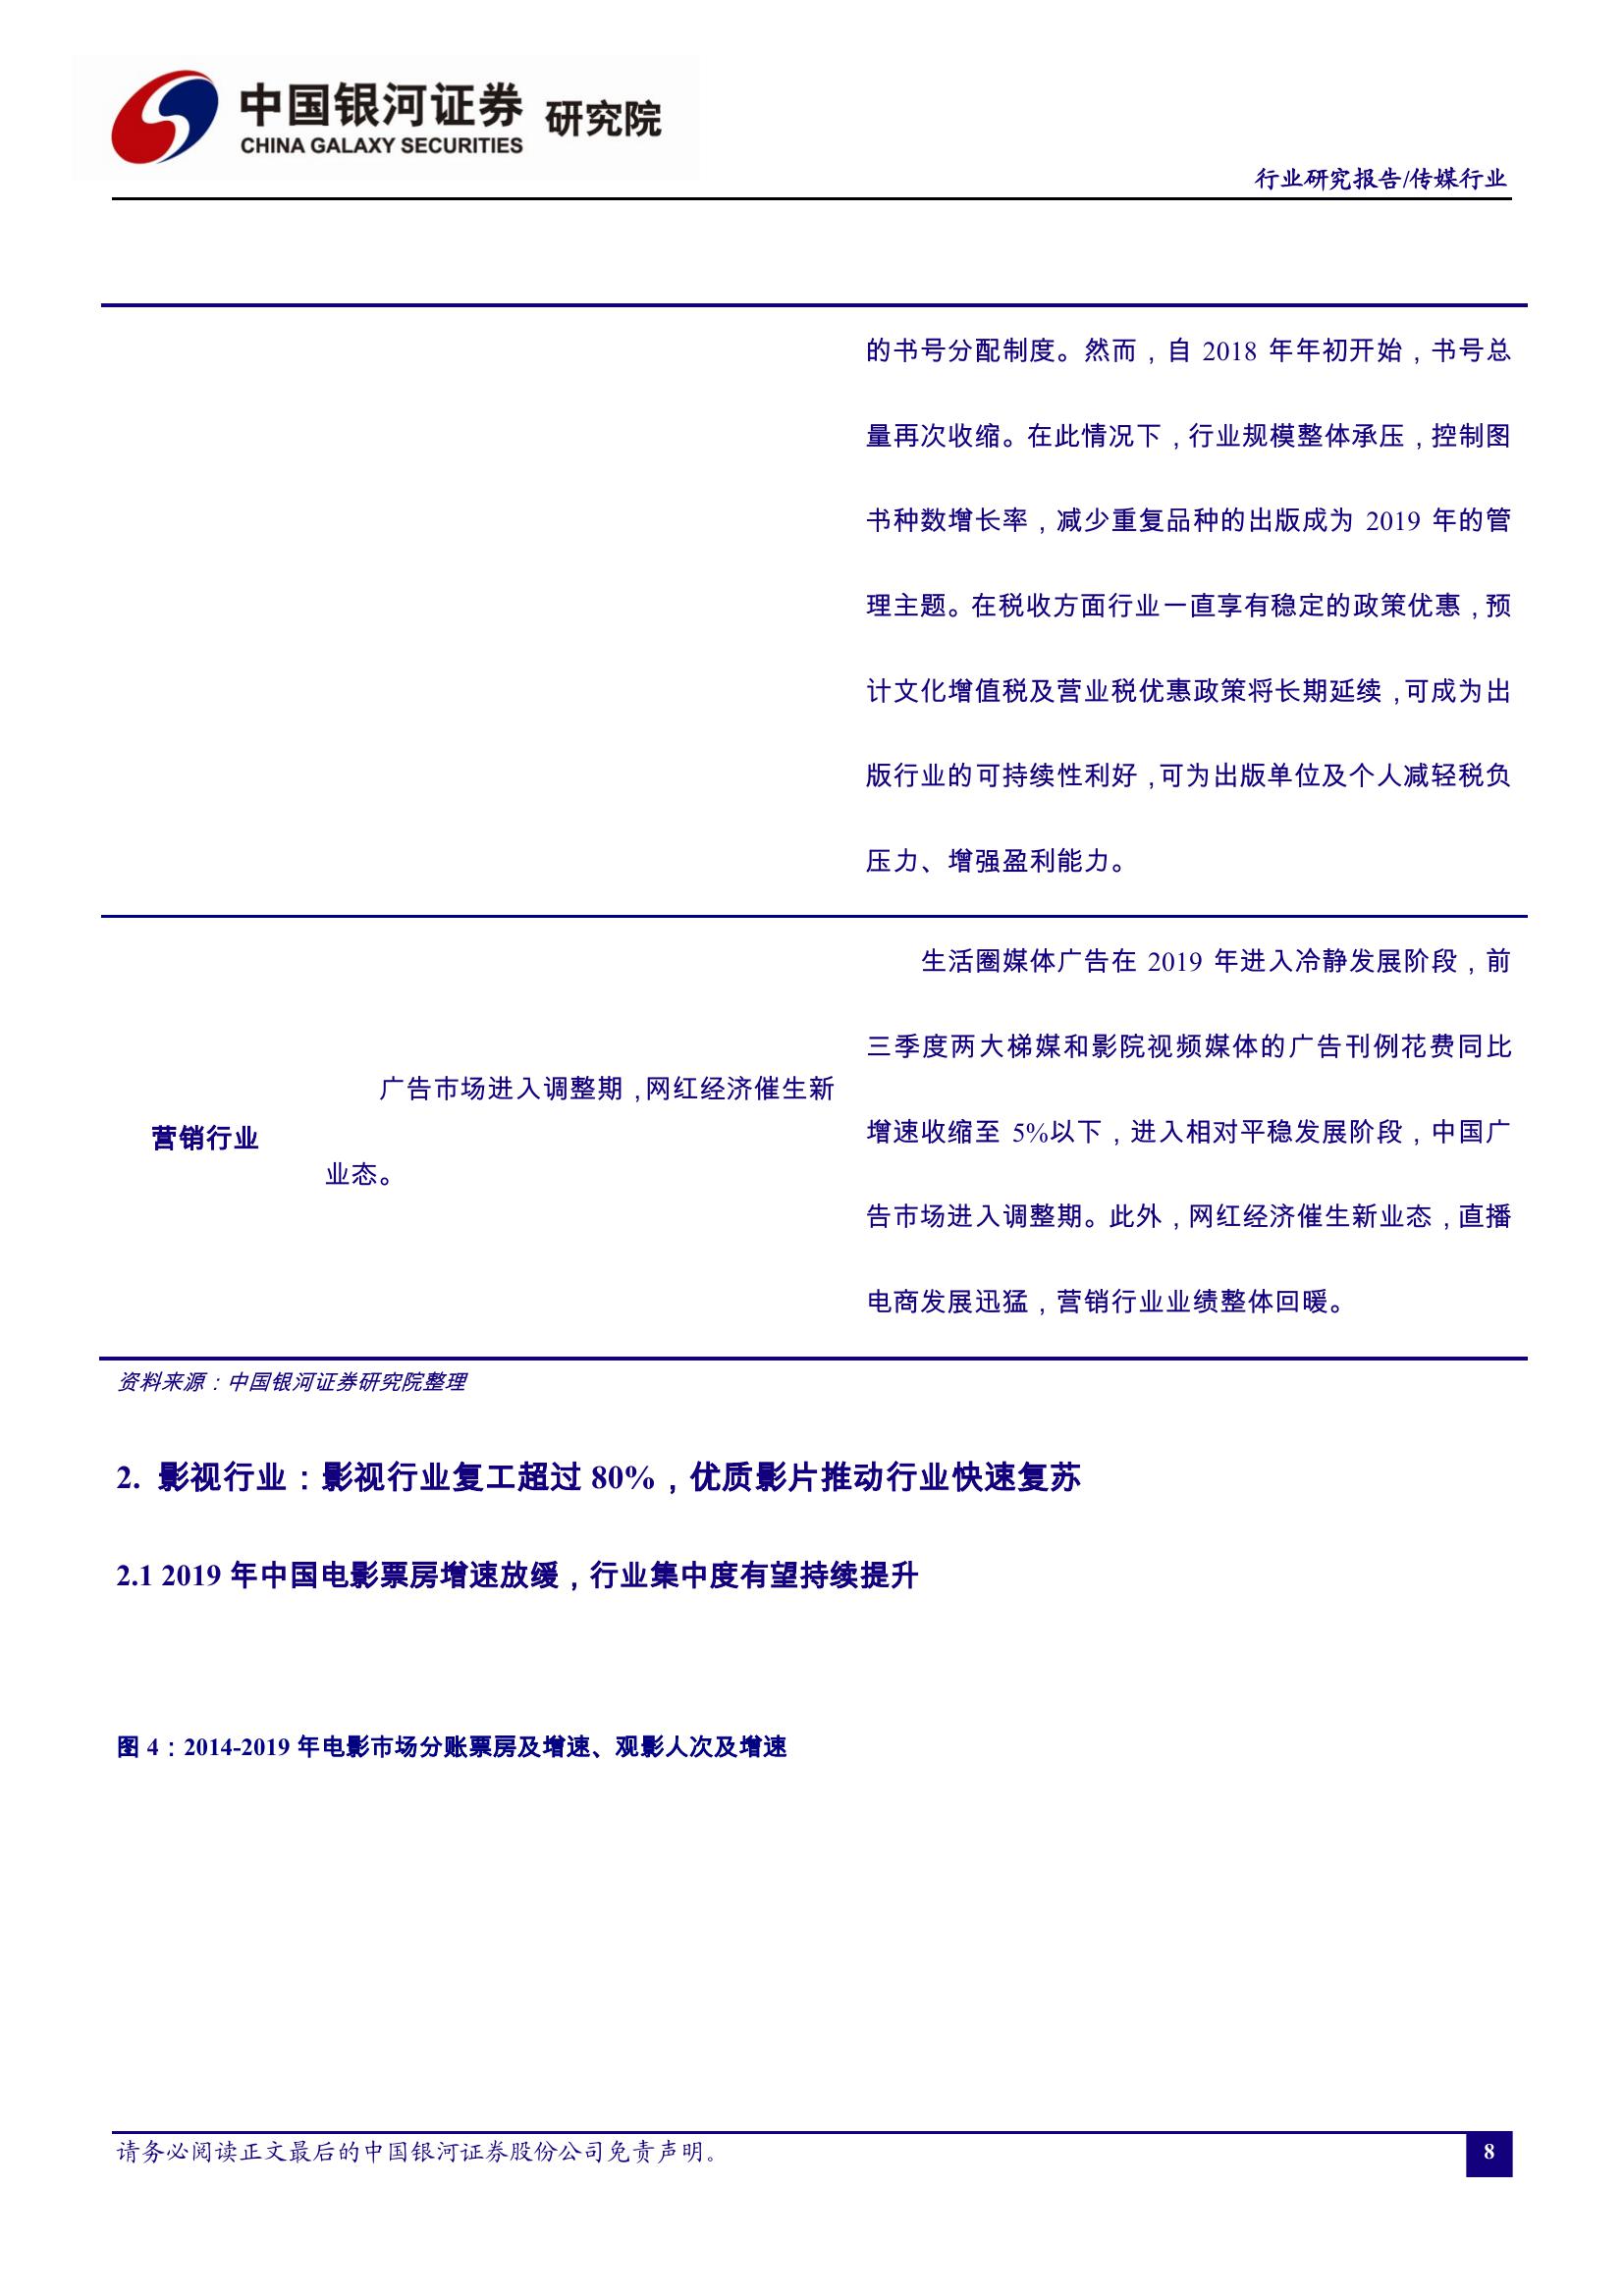 中国银河证券 研究院
CHINA GALAXY SECURITIES
行业研究报告/传媒行业
的书号分配制度。然而，自 2018 年年初开始，书号总
量再次收缩。在此情况下，行业规模整体承压，控制图
书种数增长率，减少重复品种的出版成为 2019 年的管
理主题。在税收方面行业一直享有稳定的政策优惠，预
计文化增值税及营业税优惠政策将长期延续，可成为出
版行业的可持续性利好，可为出版单位及个人减轻税负
压力、增强盈利能力。
营销行业
广告市场进入调整期，网红经济催生新
业态。
生活圈媒体广告在 2019 年进入冷静发展阶段，前
三季度两大梯媒和影院视频媒体的广告刊例花费同比
增速收缩至 5%以下，进入相对平稳发展阶段，中国广
告市场进入调整期。此外，网红经济催生新业态，直播
电商发展迅猛，营销行业业绩整体回暖。
资料来源：中国银河证券研究院整理
2. 影视行业：影视行业复工超过 80%，优质影片推动行业快速复苏
2.1 2019 年中国电影票房增速放缓，行业集中度有望持续提升
图 4：2014-2019 年电影市场分账票房及增速、观影人次及增速
请务必阅读正文最后的中国银河证券股份公司免责声明。
8